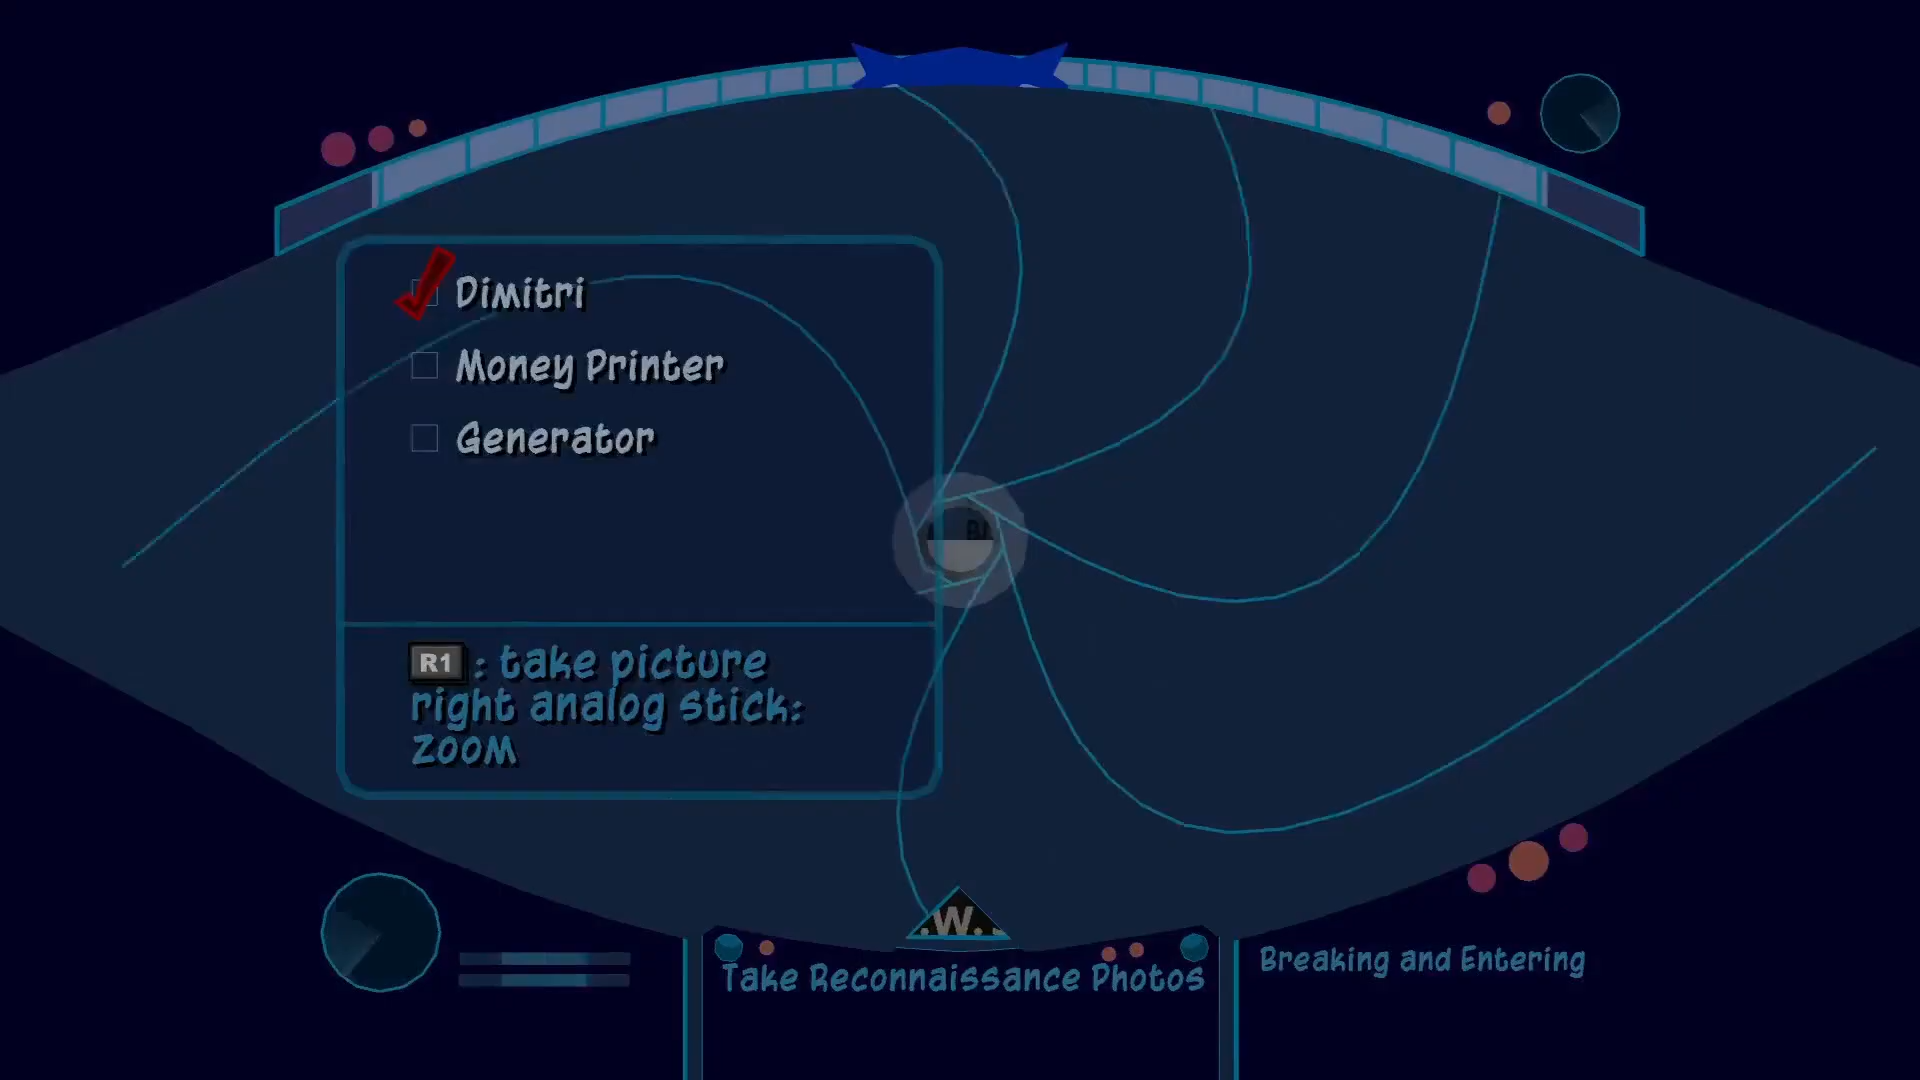 Dimitri
Money Printer
Generator
R1 : take picture
right analog stick:
zoom
.W.
Take Reconnaissance Photos
Breaking and Entering